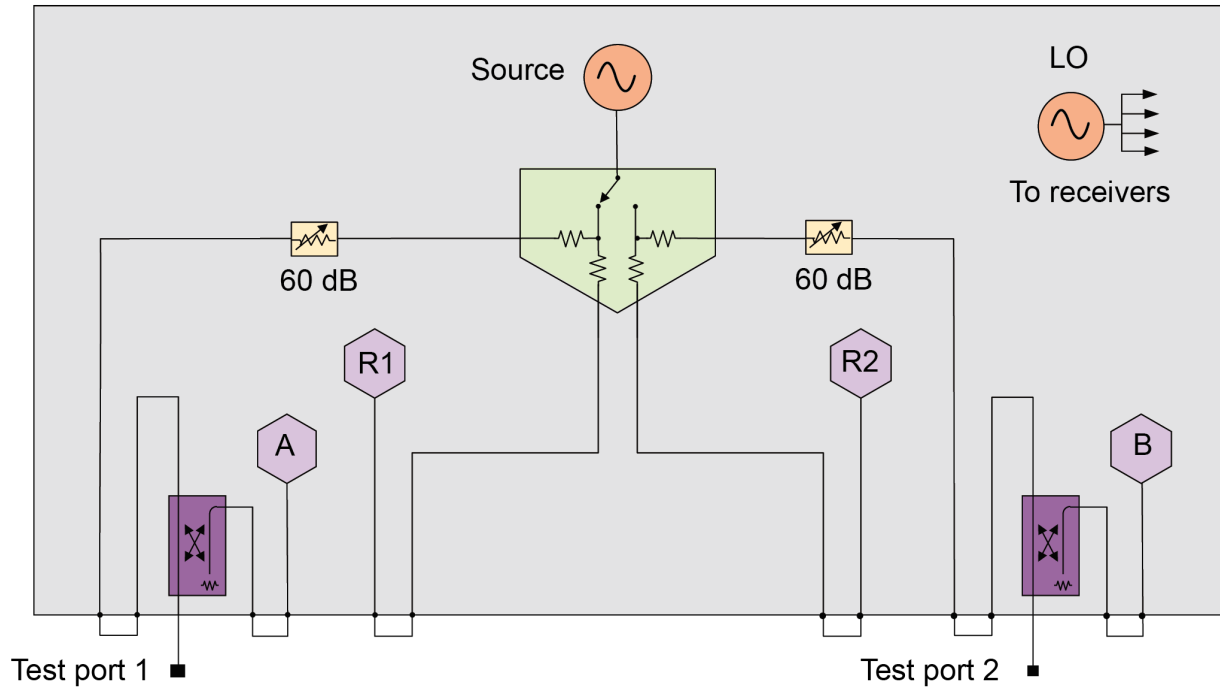 Source
LO
To receivers
60 dB
60 dB
R1
R2
A
B
Test port 1
Test port 2